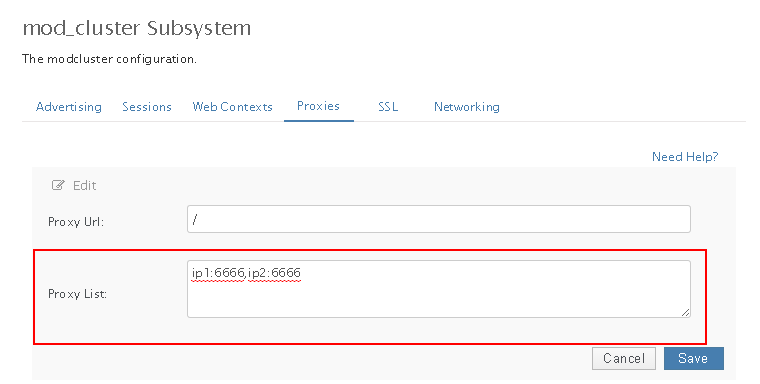 mod_cluster Subsystem
The modcluster configuration.
Advertising Sessions Web Contexts Proxies SSL Networking
Need Help?
Edit
Proxy Url: /
Proxy List: ip1:6666,ip2:6666
Cancel Save